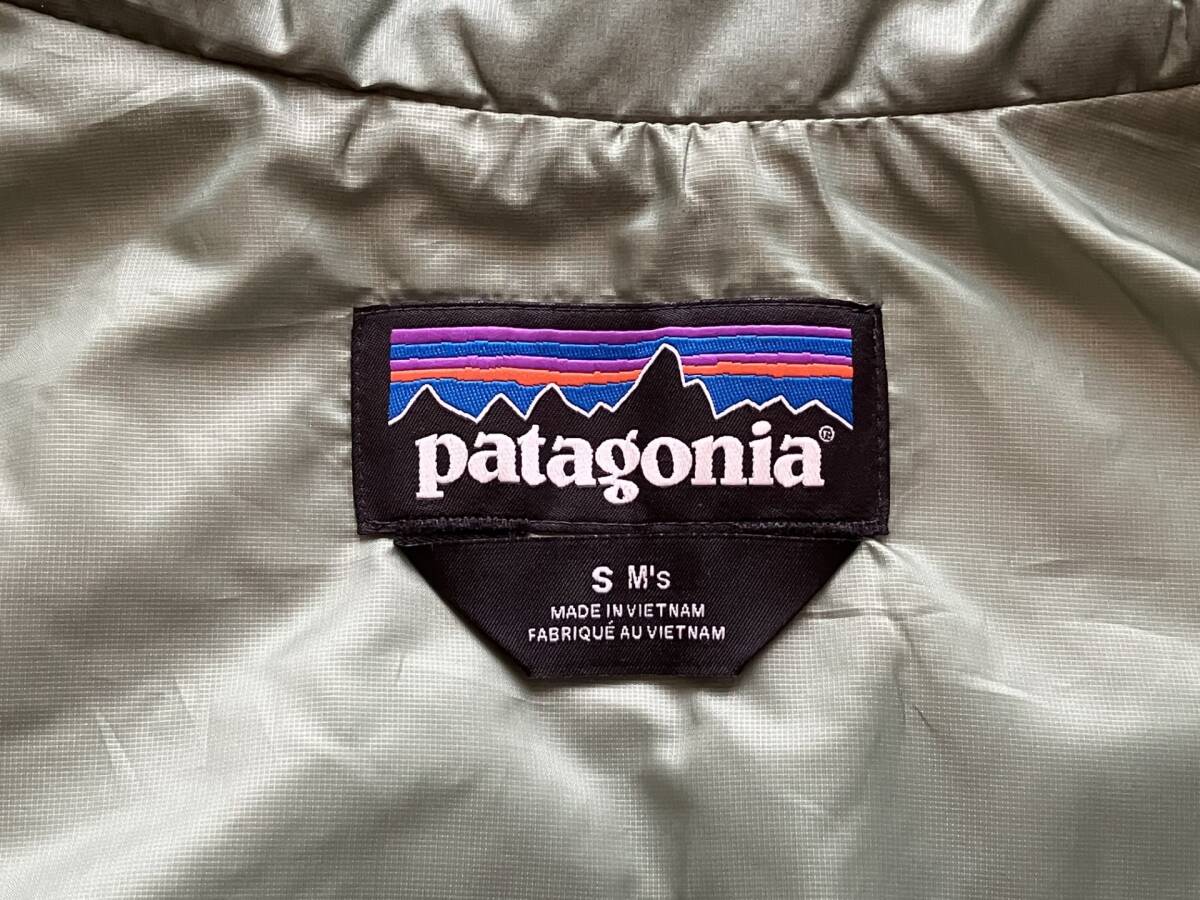 patagonia®
S M's
MADE IN VIETNAM
FABRIQUÉ AU VIETNAM